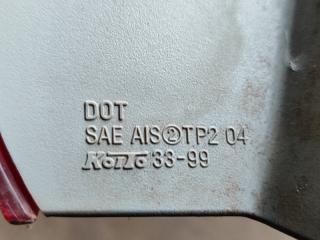 DOT
SAE AIS②TP2 04
KOITO 33-99